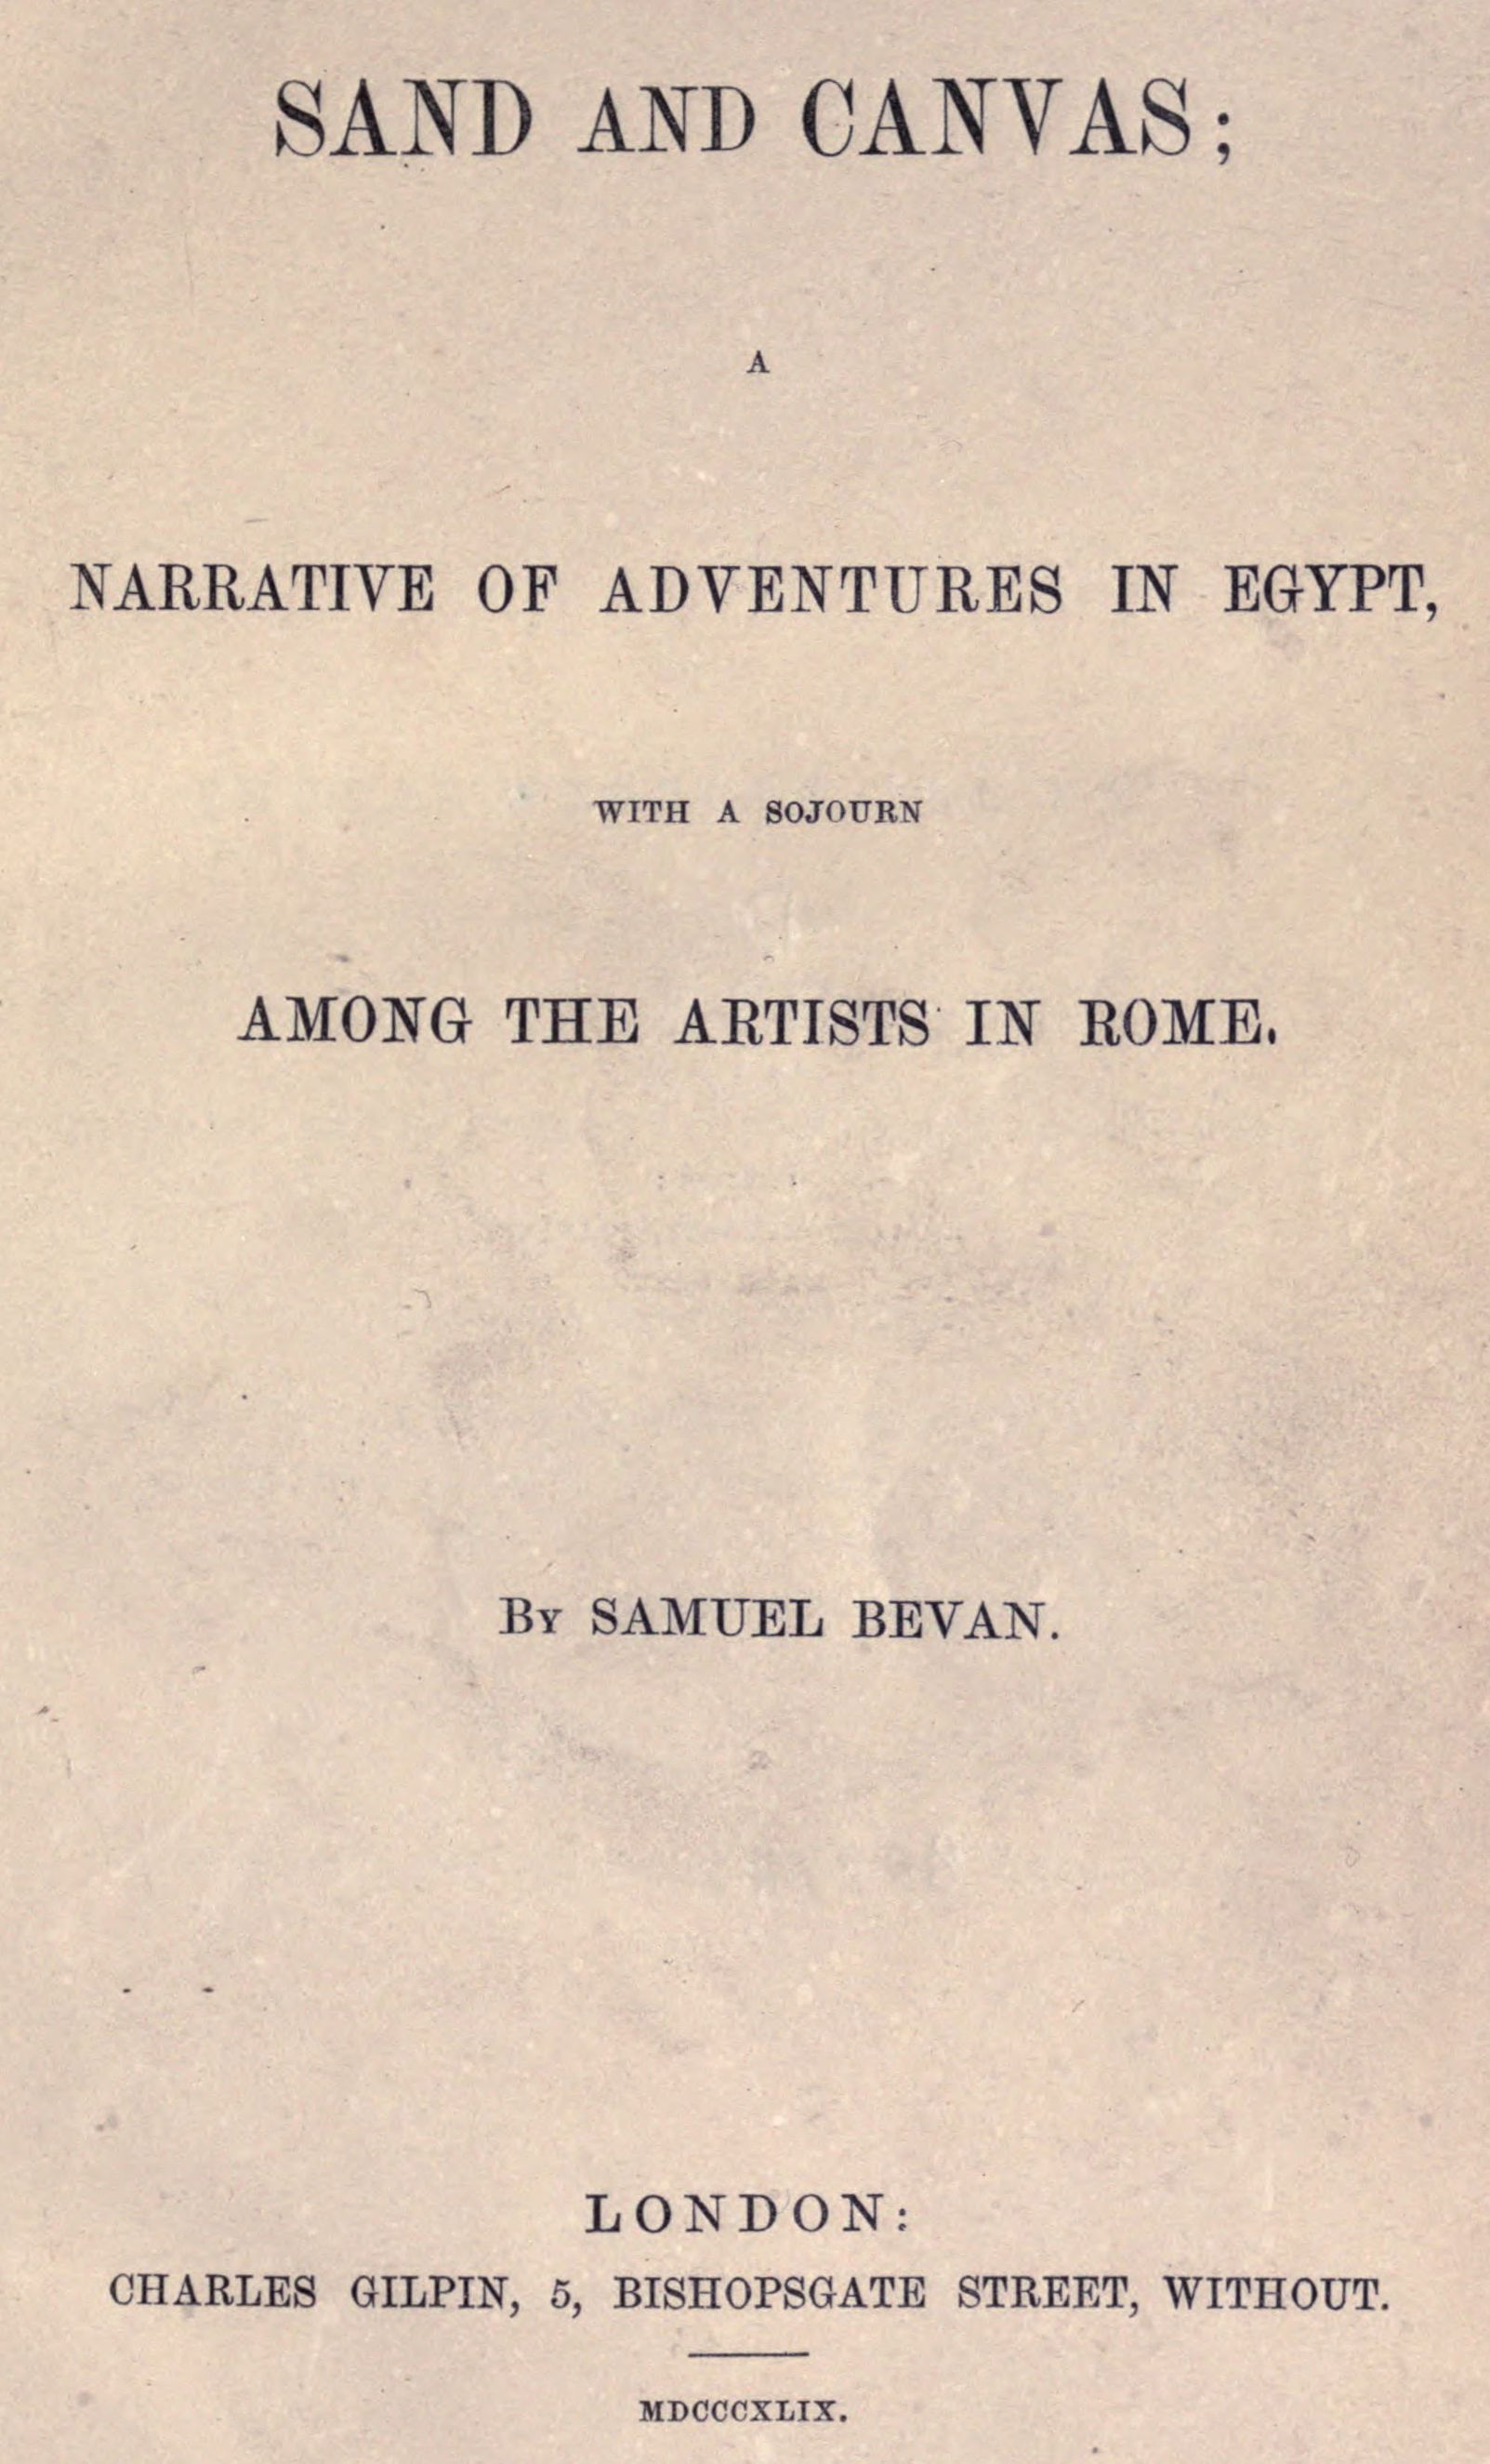 SAND AND CANVAS;
A
NARRATIVE OF ADVENTURES IN EGYPT,
WITH A SOJOURN
AMONG THE ARTISTS IN ROME.
BY SAMUEL BEVAN.
LONDON:
CHARLES GILPIN, 5, BISHOPSGATE STREET, WITHOUT.
MDCCCXLIX.